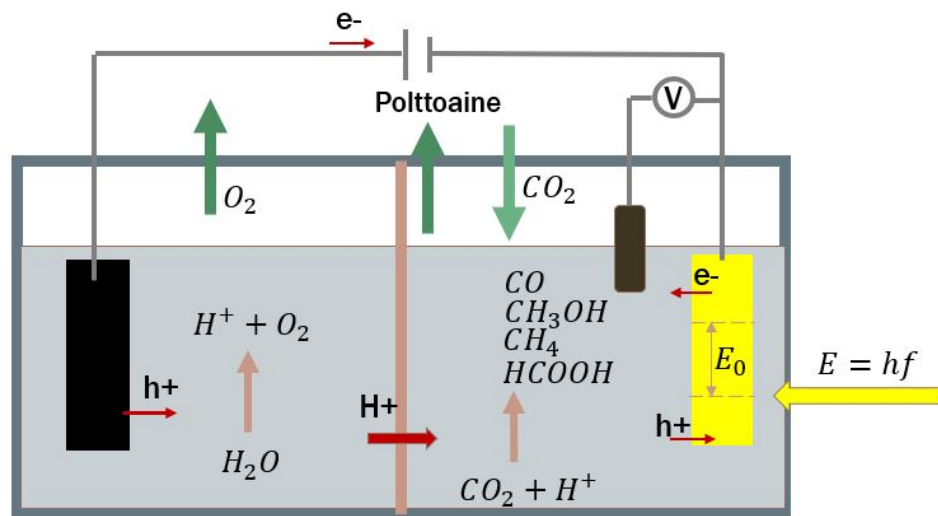 e-
Polttoaine
V
O₂
CO₂
CO
CH₃OH
CH₄
HCOOH
e-
H⁺ + O₂
E₀
E = hf
h+
H+
h+
H₂O
CO₂ + H⁺